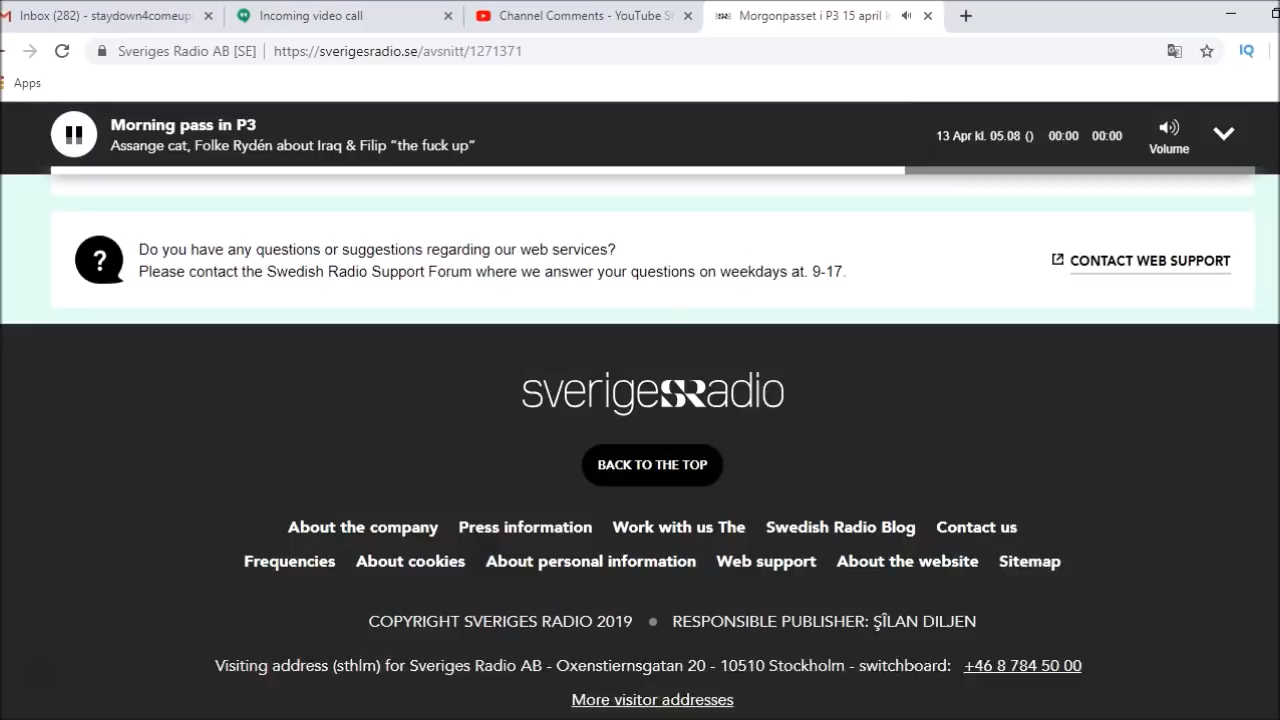 Inbox (282) - staydown4comeup
Incoming video call
Channel Comments - YouTube S
Morgonpasset i P3 15 april k
Sveriges Radio AB [SE] https://sverigesradio.se/avsnitt/1271371
IQ
Apps
Morning pass in P3
Assange cat, Folke Rydén about Iraq & Filip "the fuck up"
13 Apr kl. 05.08 () 00:00 00:00
Volume
Do you have any questions or suggestions regarding our web services?
Please contact the Swedish Radio Support Forum where we answer your questions on weekdays at. 9-17.
CONTACT WEB SUPPORT
sverigesRadio
BACK TO THE TOP
About the company Press information Work with us The Swedish Radio Blog Contact us
Frequencies About cookies About personal information Web support About the website Sitemap
COPYRIGHT SVERIGES RADIO 2019 ● RESPONSIBLE PUBLISHER: ŞÎLAN DILJEN
Visiting address (sthlm) for Sveriges Radio AB - Oxenstiernsgatan 20 - 10510 Stockholm - switchboard: +46 8 784 50 00
More visitor addresses